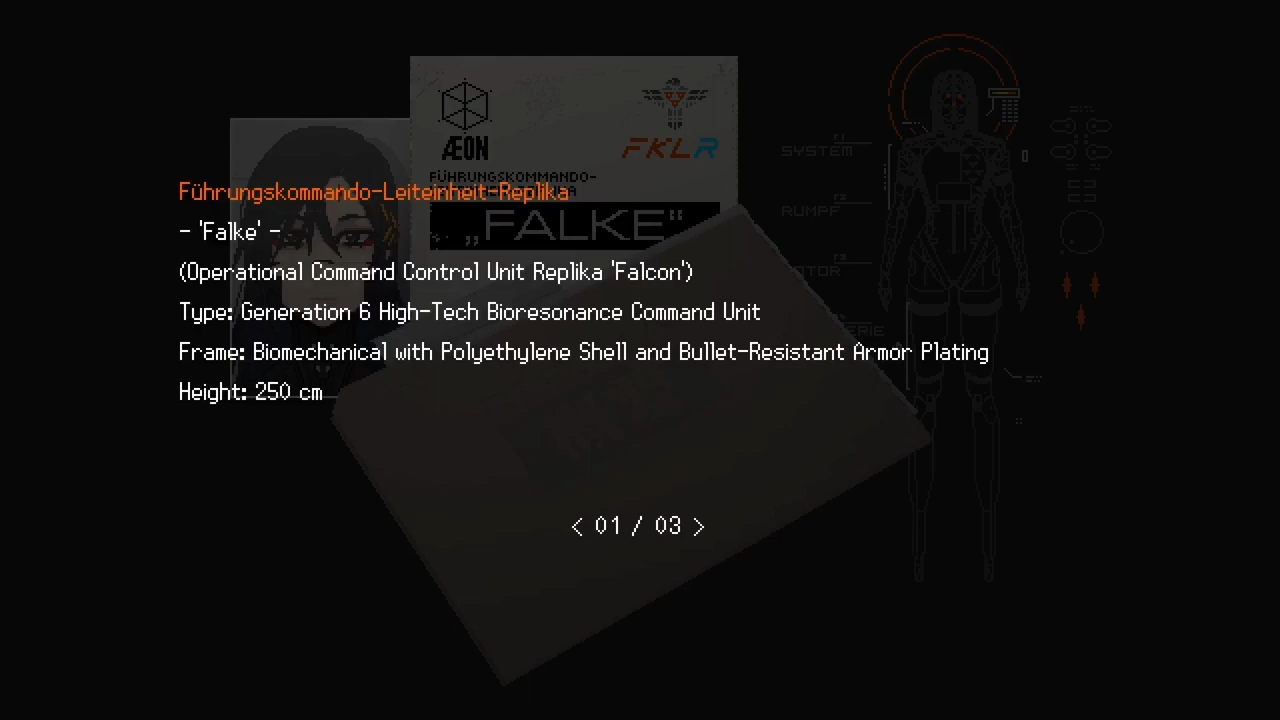 ÆON
FKLR
FÜHRUNGSKOMMANDO-
Führungskommando-Leiteinheit-Replika
„FALKE“
- 'Falke' -
(Operational Command Control Unit Replika 'Falcon')
Type: Generation 6 High-Tech Bioresonance Command Unit
Frame: Biomechanical with Polyethylene Shell and Bullet-Resistant Armor Plating
Height: 250 cm
SYSTEM
RUMPF
< 01 / 03 >